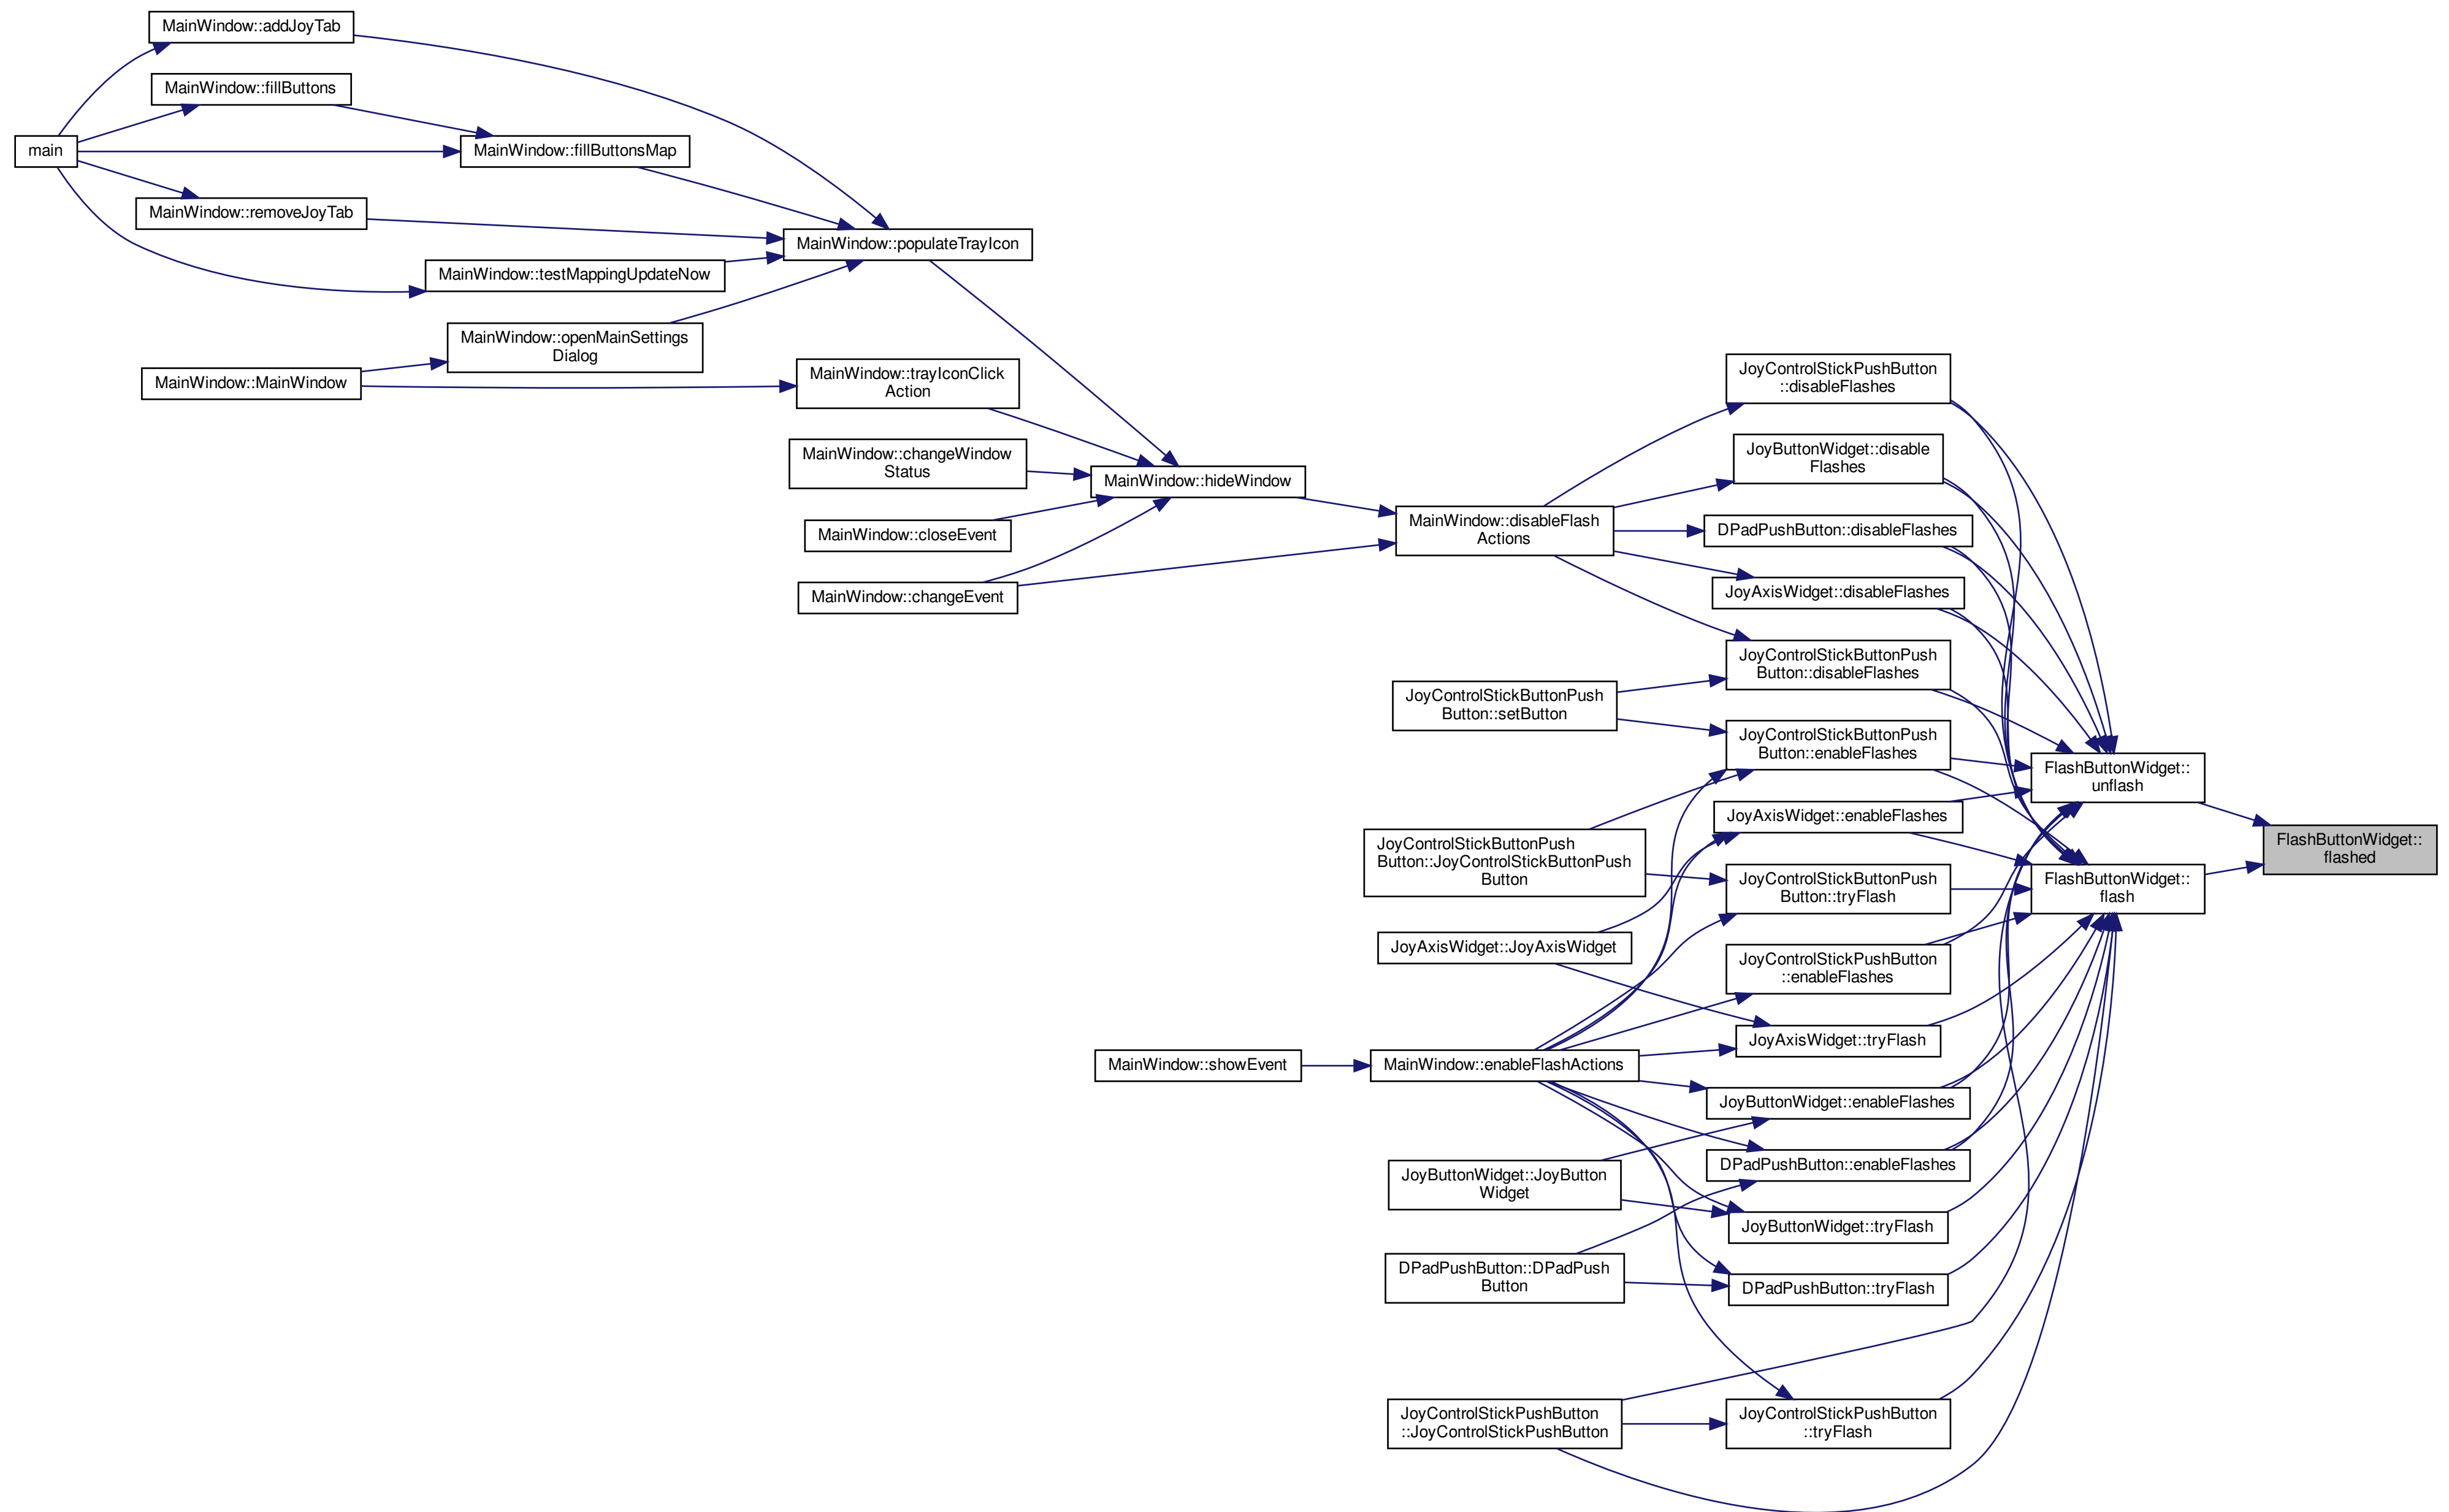 MainWindow::addJoyTab
MainWindow::fillButtons
main
MainWindow::fillButtonsMap
MainWindow::removeJoyTab
MainWindow::populateTrayIcon
MainWindow::testMappingUpdateNow
MainWindow::openMainSettings
Dialog
MainWindow::MainWindow
MainWindow::trayIconClick
Action
MainWindow::changeWindow
Status
MainWindow::hideWindow
MainWindow::closeEvent
MainWindow::changeEvent
MainWindow::disableFlash
Actions
JoyControlStickPushButton
::disableFlashes
JoyButtonWidget::disable
Flashes
DPadPushButton::disableFlashes
JoyAxisWidget::disableFlashes
JoyControlStickButtonPush
Button::disableFlashes
JoyControlStickButtonPush
Button::setButton
JoyControlStickButtonPush
Button::enableFlashes
FlashButtonWidget::
unflash
JoyAxisWidget::enableFlashes
FlashButtonWidget::
flashed
JoyControlStickButtonPush
Button::JoyControlStickButtonPush
Button
JoyControlStickButtonPush
Button::tryFlash
FlashButtonWidget::
flash
JoyAxisWidget::JoyAxisWidget
JoyControlStickPushButton
::enableFlashes
JoyAxisWidget::tryFlash
MainWindow::showEvent
MainWindow::enableFlashActions
JoyButtonWidget::enableFlashes
DPadPushButton::enableFlashes
JoyButtonWidget::JoyButton
Widget
JoyButtonWidget::tryFlash
DPadPushButton::DPadPush
Button
DPadPushButton::tryFlash
JoyControlStickPushButton
::JoyControlStickPushButton
JoyControlStickPushButton
::tryFlash